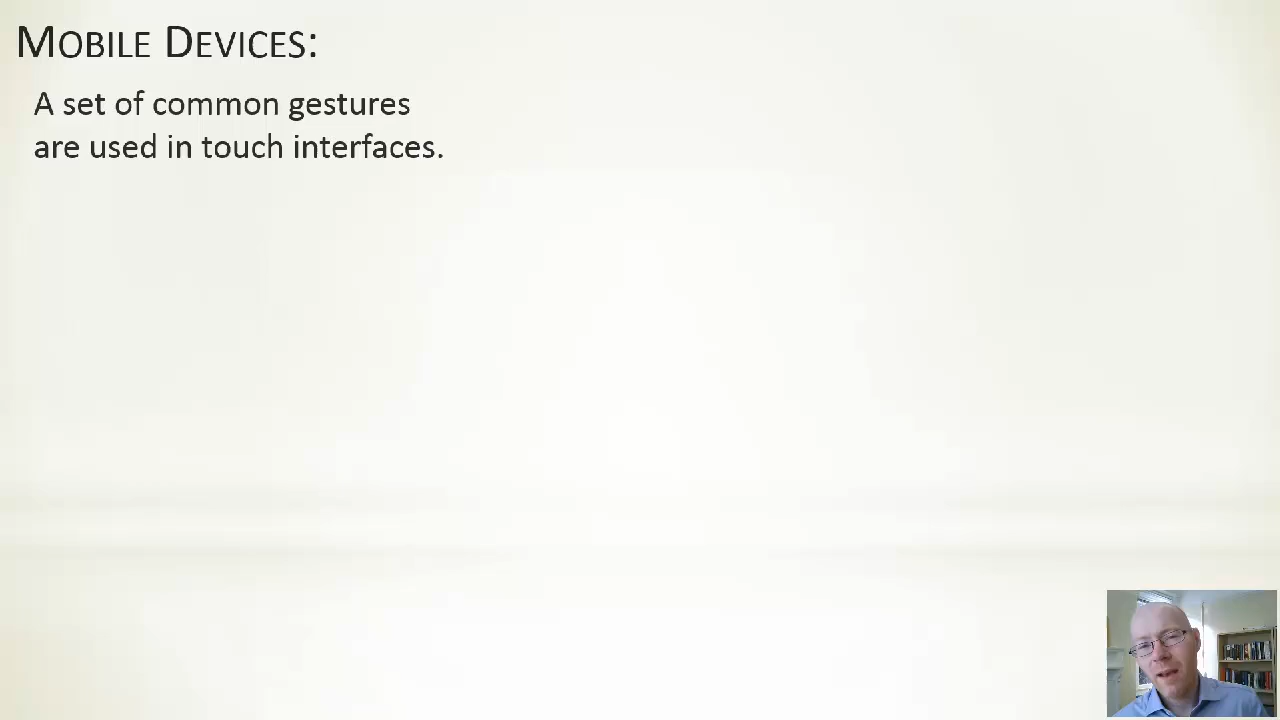 Mobile Devices:
A set of common gestures
are used in touch interfaces.